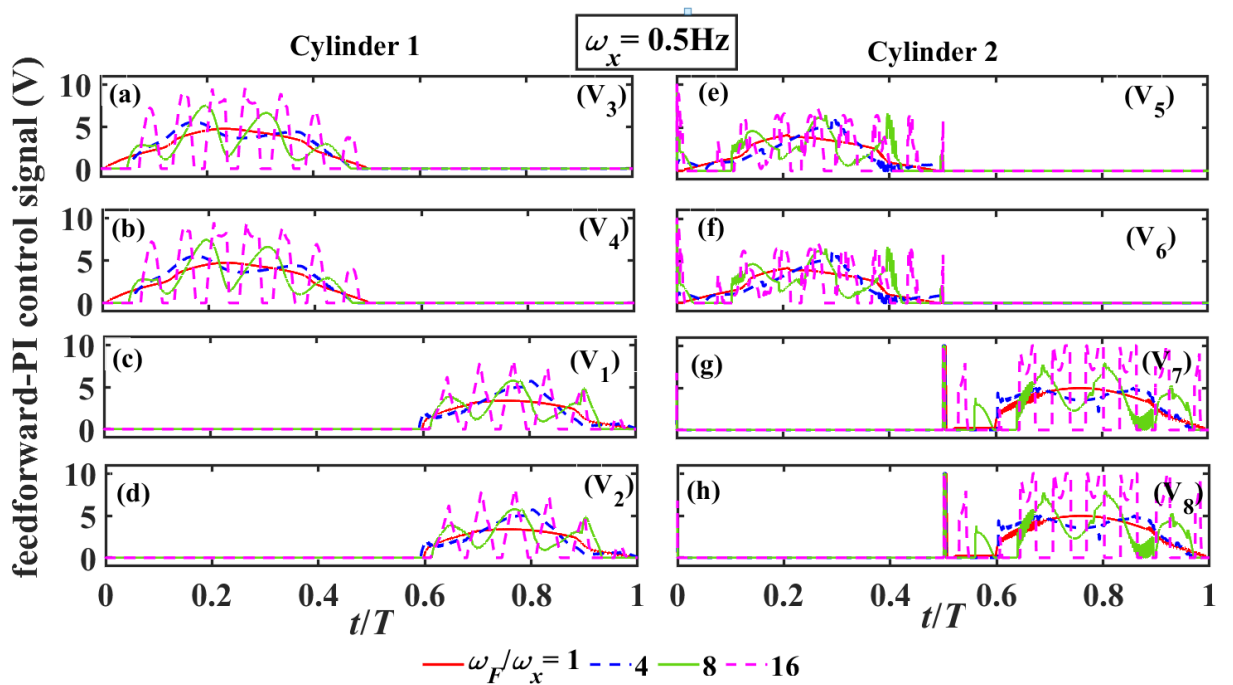 ω_x = 0.5Hz
Cylinder 1
Cylinder 2
feedforward-PI control signal (V)
10
5
0
(a)
(V_3)
(e)
(V_5)
10
5
0
(b)
(V_4)
(f)
(V_6)
10
5
0
(c)
(V_1)
(g)
(V_7)
10
5
0
(d)
(V_2)
(h)
(V_8)
0 0.2 0.4 0.6 0.8 1
0 0.2 0.4 0.6 0.8 1
t/T
t/T
ω_F/ω_x = 1 4 8 16